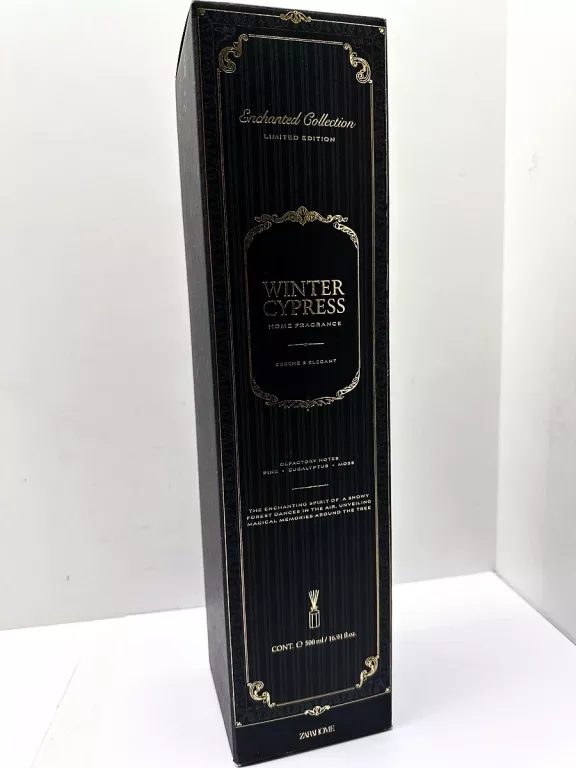 Enchanted Collection
LIMITED EDITION
WINTER
CYPRESS
HOME FRAGRANCE
SERENE & ELEGANT
OLFACTORY NOTES
PINE • EUCALYPTUS • MOSS
THE ENCHANTING SPIRIT OF A SNOWY
FOREST DANCES IN THE AIR, UNVEILING
MAGICAL MEMORIES AROUND THE TREE
CONT. ℮ 500 ml / 16.91 fl.oz.
ZARA HOME